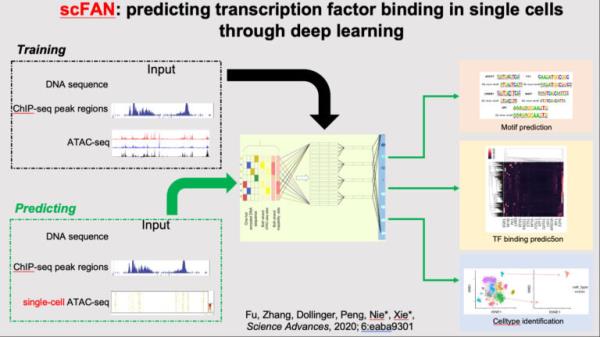 scFAN: predicting transcription factor binding in single cells
through deep learning
Training
Input
DNA sequence
ChIP-seq peak regions
ATAC-seq
Predicting
Input
DNA sequence
ChIP-seq peak regions
single-cell ATAC-seq
Motif prediction
TF binding predic5on
Celltype identification
Fu, Zhang, Dollinger, Peng, Nie*, Xie*,
Science Advances, 2020; 6:eaba9301